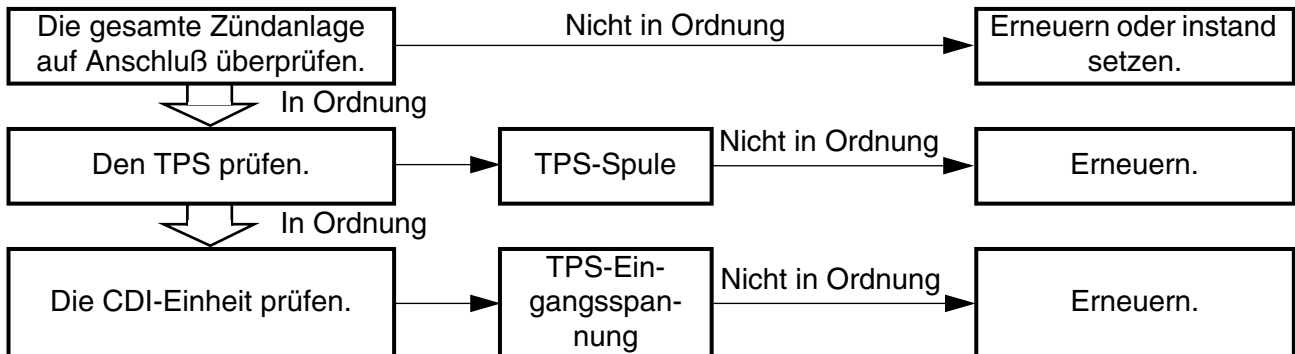 Die gesamte Zündanlage
auf Anschluß überprüfen.
Nicht in Ordnung
Erneuern oder instand
setzen.
In Ordnung
Den TPS prüfen.
TPS-Spule
Nicht in Ordnung
Erneuern.
In Ordnung
Die CDI-Einheit prüfen.
TPS-Ein-
gangsspan-
nung
Nicht in Ordnung
Erneuern.